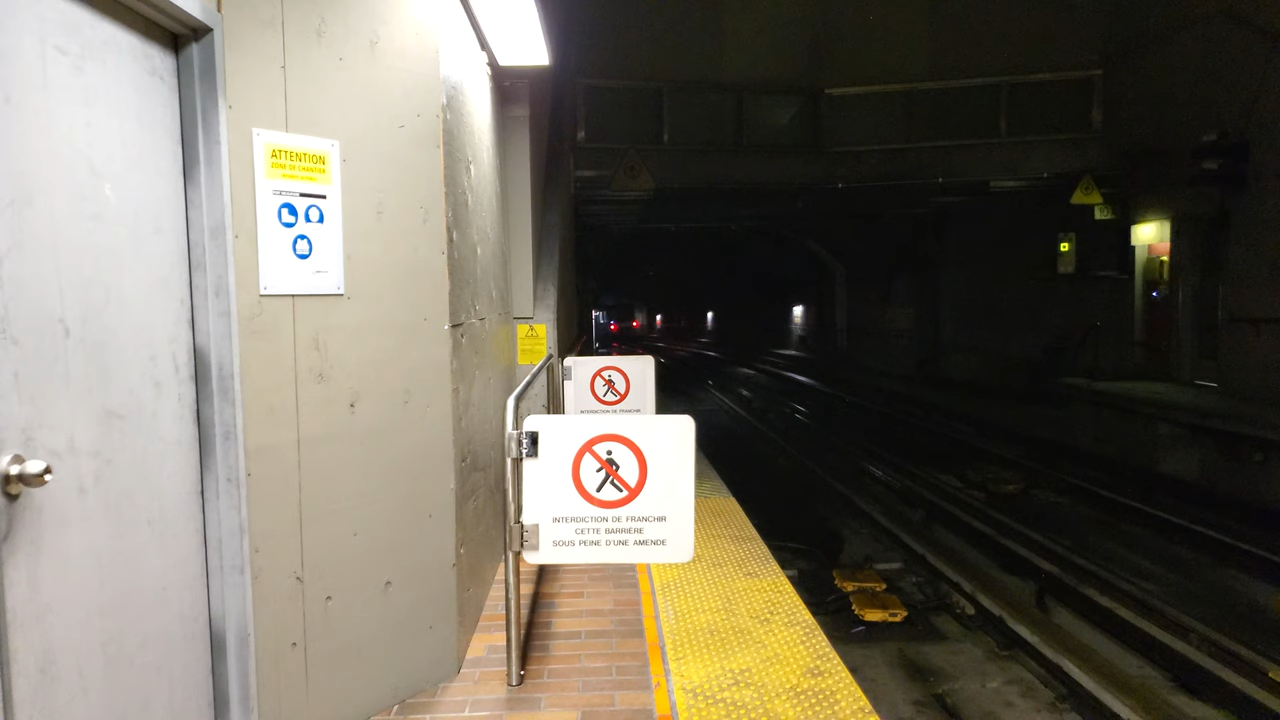 ATTENTION
ZONE DE CHANTIER
INTERDICTION DE FRANCHIR
INTERDICTION DE FRANCHIR
CETTE BARRIÈRE
SOUS PEINE D'UNE AMENDE